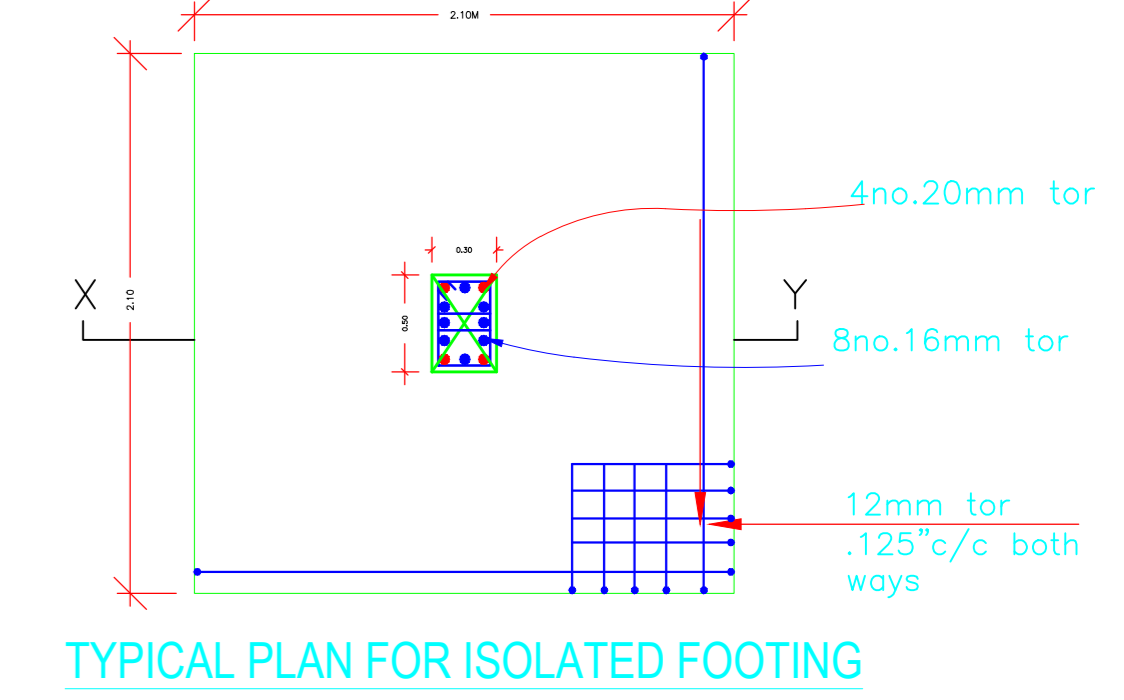 2.10M
4no.20mm tor
0.30
X
2.10
Y
0.50
8no.16mm tor
12mm tor
.125"c/c both
ways
TYPICAL PLAN FOR ISOLATED FOOTING